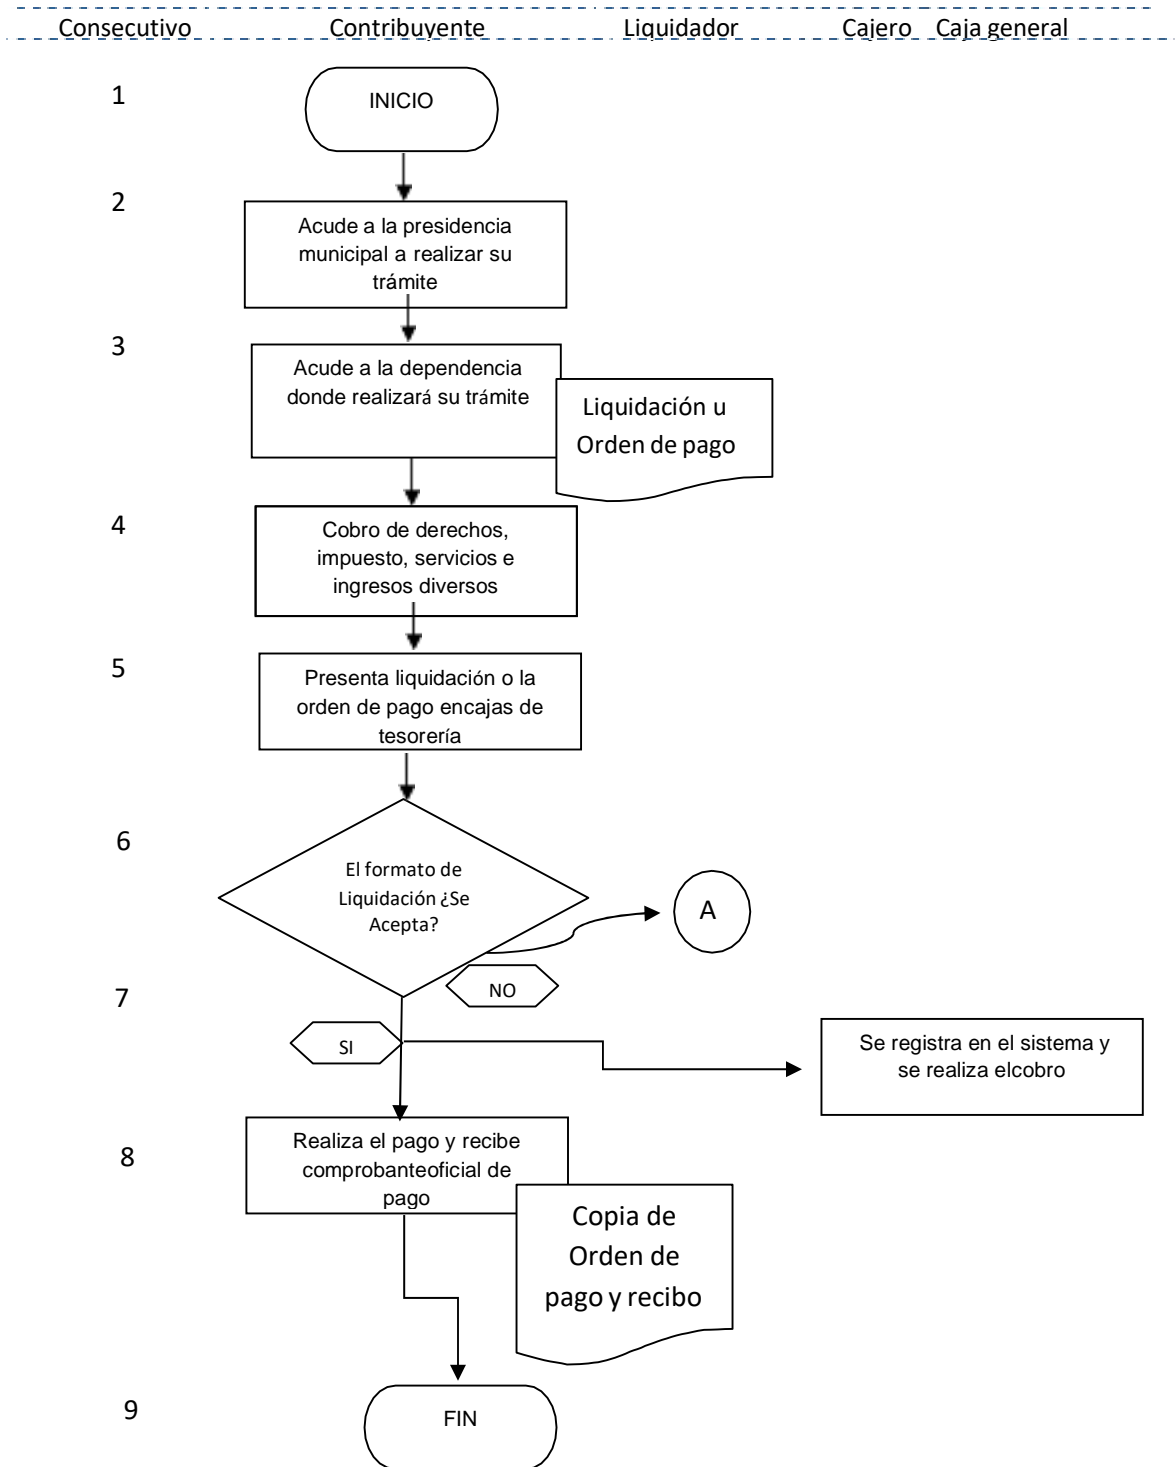 Consecutivo Contribuyente Liquidador Cajero Caja general
1
INICIO
2
Acude a la presidencia
municipal a realizar su
trámite
3
Acude a la dependencia
donde realizará su trámite
Liquidación u
Orden de pago
4
Cobro de derechos,
impuesto, servicios e
ingresos diversos
5
Presenta liquidación o la
orden de pago encajas de
tesorería
6
El formato de
Liquidación ¿Se
Acepta?
A
7
NO
SI
Se registra en el sistema y
se realiza elcobro
8
Realiza el pago y recibe
comprobanteoficial de
pago
Copia de
Orden de
pago y recibo
9
FIN